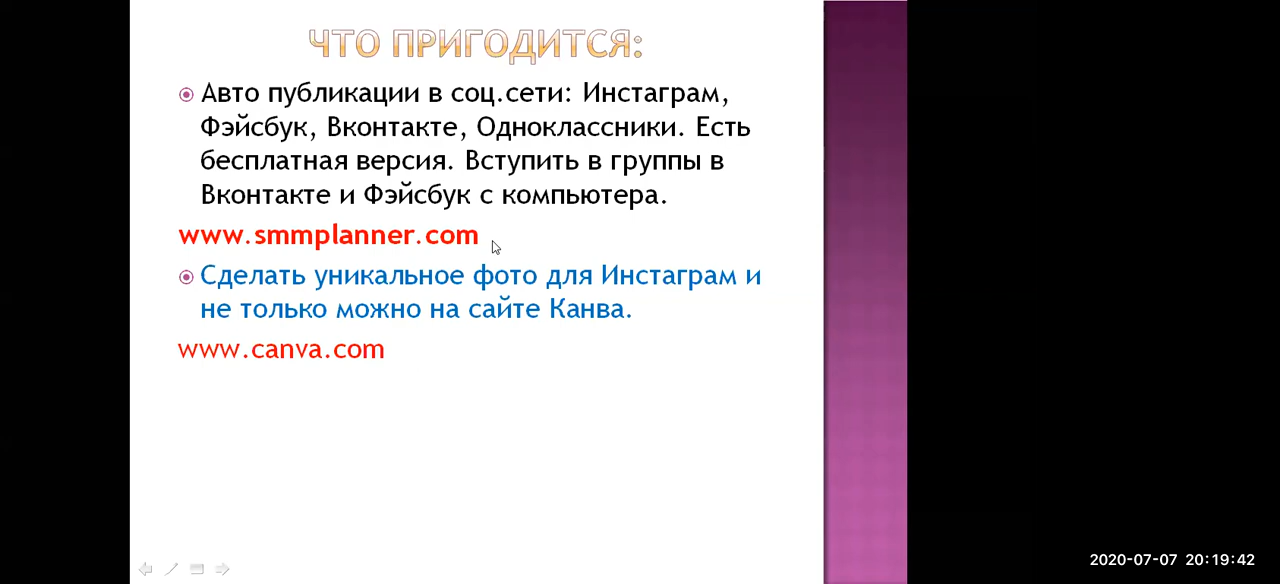 ЧТО ПРИГОДИТСЯ:
Авто публикации в соц.сети: Инстаграм,
Фэйсбук, Вконтакте, Одноклассники. Есть
бесплатная версия. Вступить в группы в
Вконтакте и Фэйсбук с компьютера.
www.smmplanner.com
Сделать уникальное фото для Инстаграм и
не только можно на сайте Канва.
www.canva.com
2020-07-07 20:19:42